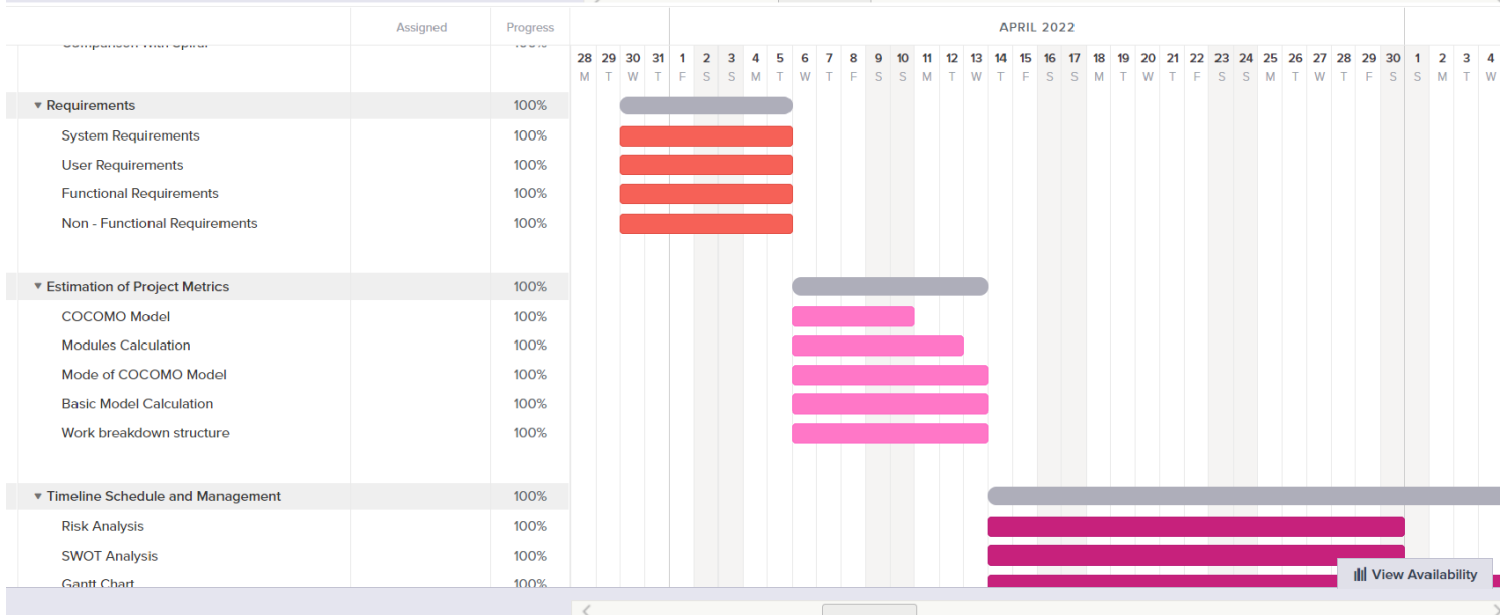 Assigned Progress APRIL 2022
Comparison with Spiral 100%
28 29 30 31 1 2 3 4 5 6 7 8 9 10 11 12 13 14 15 16 17 18 19 20 21 22 23 24 25 26 27 28 29 30 1 2 3 4
M T W T F S S M T W T F S S M T W T F S S M T W T F S S M T W T F S S M T W
Requirements 100%
System Requirements 100%
User Requirements 100%
Functional Requirements 100%
Non - Functional Requirements 100%
Estimation of Project Metrics 100%
COCOMO Model 100%
Modules Calculation 100%
Mode of COCOMO Model 100%
Basic Model Calculation 100%
Work breakdown structure 100%
Timeline Schedule and Management 100%
Risk Analysis 100%
SWOT Analysis 100%
View Availability
Gantt Chart 100%